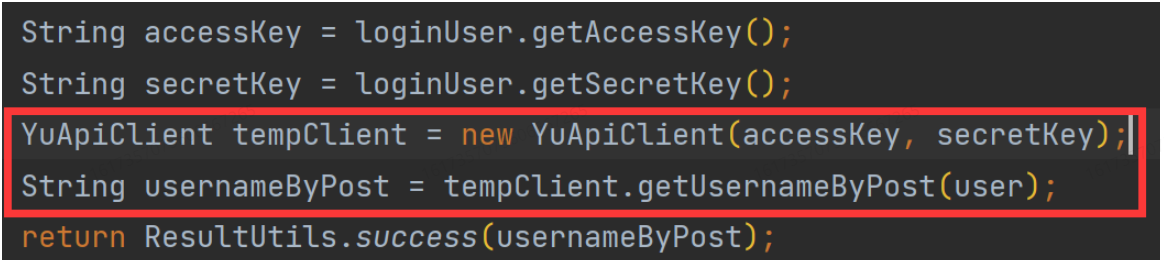 String accessKey = loginUser.getAccessKey();
String secretKey = loginUser.getSecretKey();
YuApiClient tempClient = new YuApiClient(accessKey, secretKey);
String usernameByPost = tempClient.getUsernameByPost(user);
return ResultUtils.success(usernameByPost);